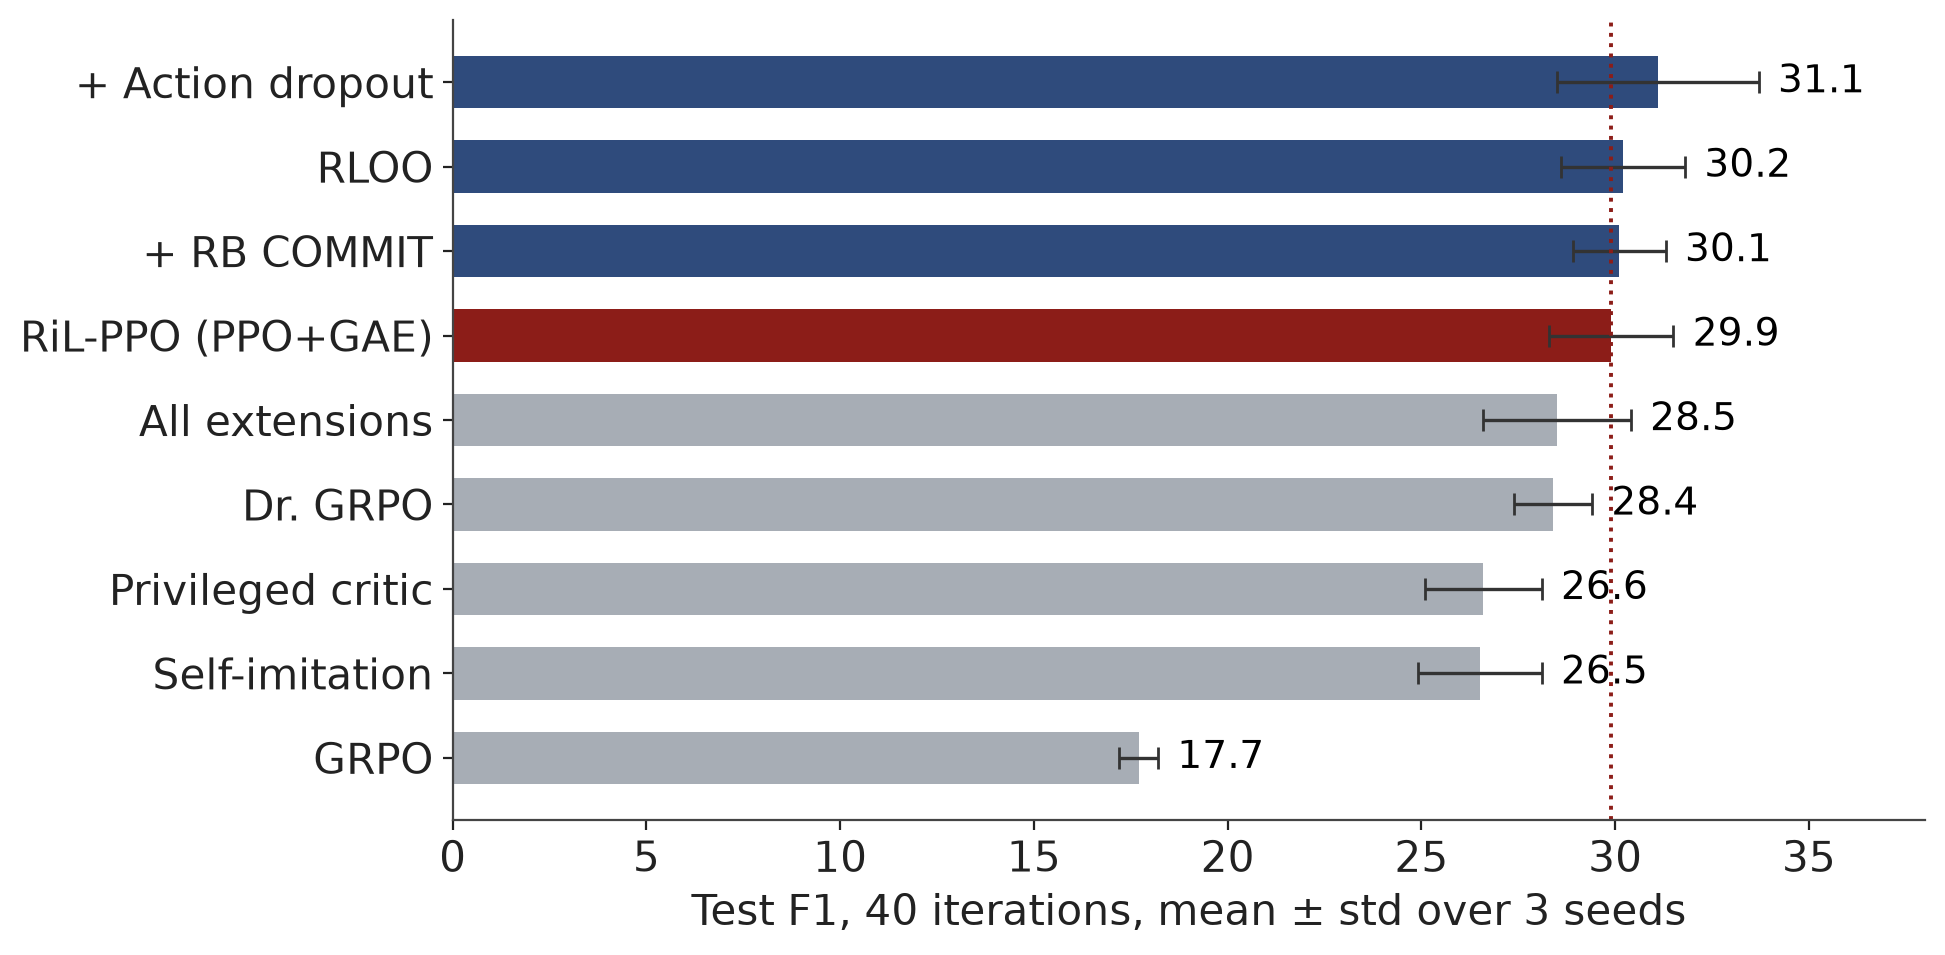 + Action dropout 31.1
RLOO 30.2
+ RB COMMIT 30.1
RiL-PPO (PPO+GAE) 29.9
All extensions 28.5
Dr. GRPO 28.4
Privileged critic 26.6
Self-imitation 26.5
GRPO 17.7
0 5 10 15 20 25 30 35
Test F1, 40 iterations, mean ± std over 3 seeds